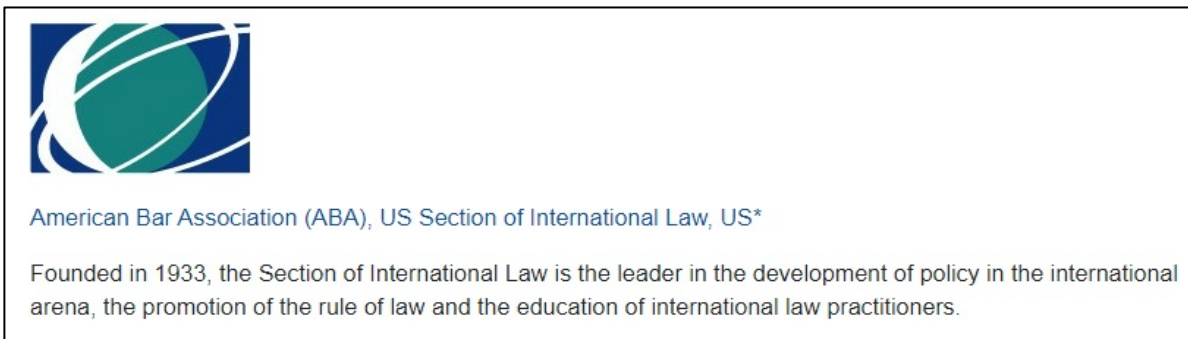 American Bar Association (ABA), US Section of International Law, US*
Founded in 1933, the Section of International Law is the leader in the development of policy in the international
arena, the promotion of the rule of law and the education of international law practitioners.